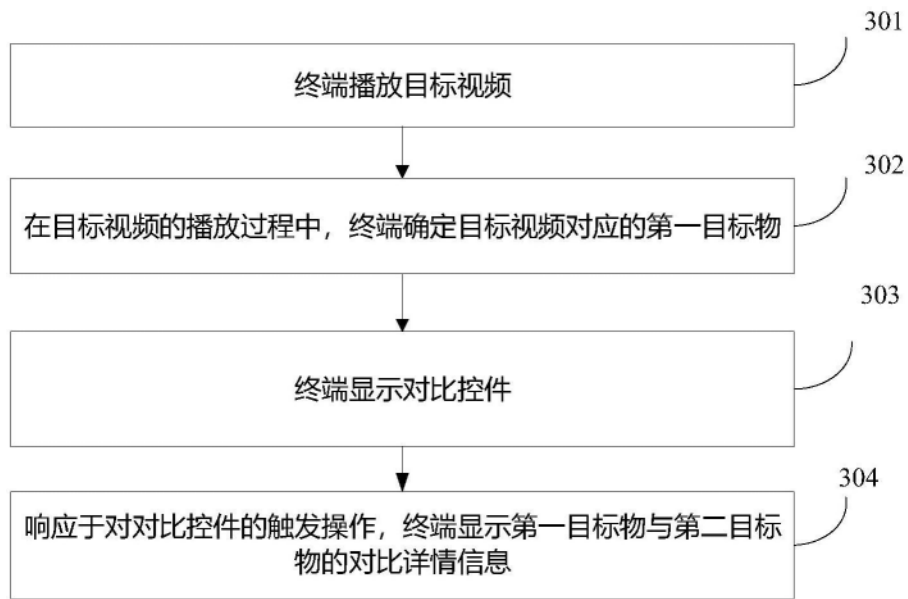 301
终端播放目标视频
302
在目标视频的播放过程中，终端确定目标视频对应的第一目标物
303
终端显示对比控件
304
响应于对对比控件的触发操作，终端显示第一目标物与第二目标
物的对比详情信息